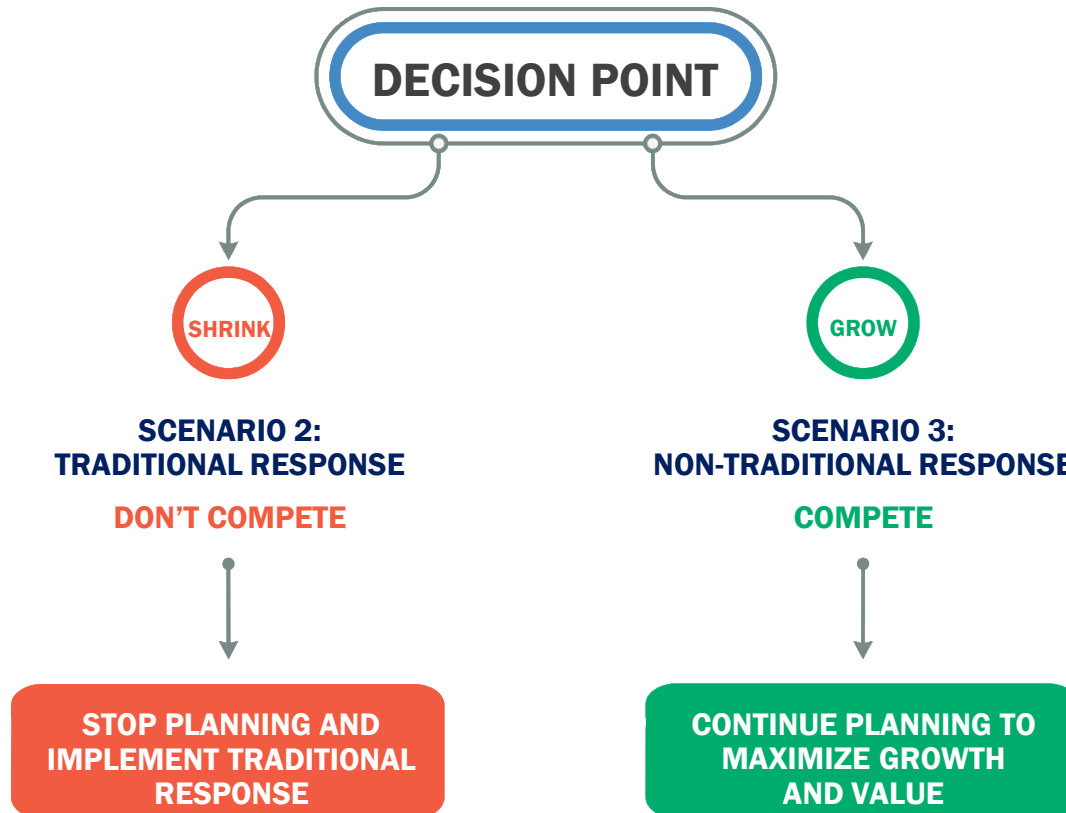 DECISION POINT
SHRINK
SCENARIO 2:
TRADITIONAL RESPONSE
DON’T COMPETE
STOP PLANNING AND
IMPLEMENT TRADITIONAL
RESPONSE
GROW
SCENARIO 3:
NON-TRADITIONAL RESPONSE
COMPETE
CONTINUE PLANNING TO
MAXIMIZE GROWTH
AND VALUE